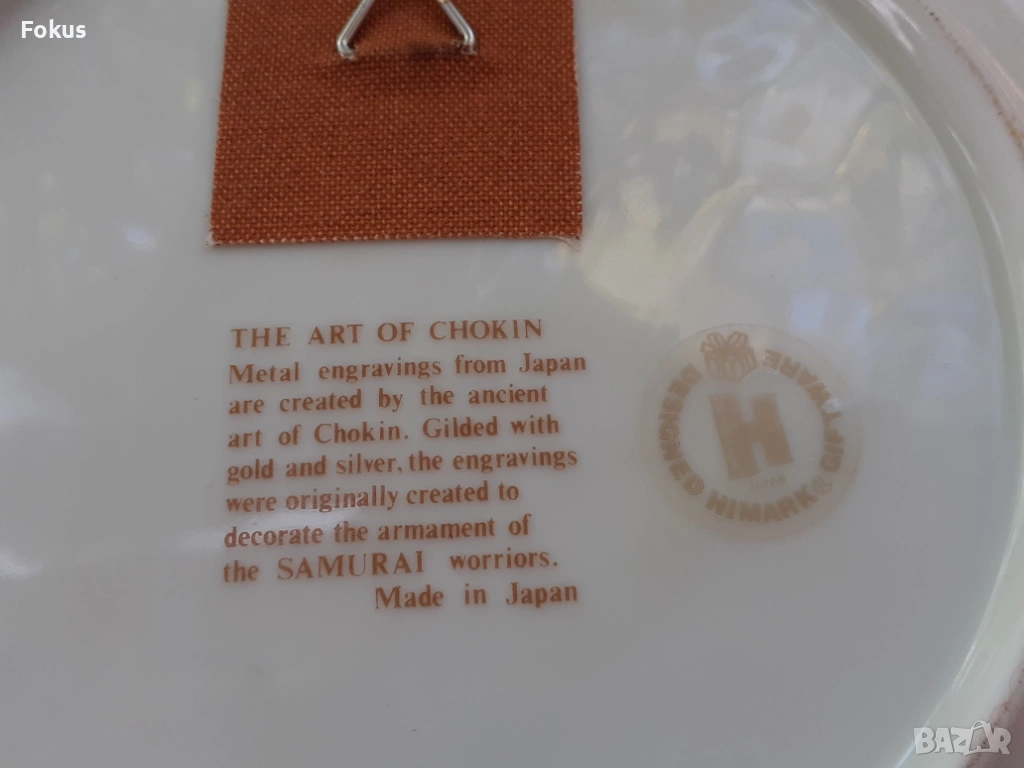 Fokus
THE ART OF CHOKIN
Metal engravings from Japan
are created by the ancient
art of Chokin. Gilded with
gold and silver, the engravings
were originally created to
decorate the armament of
the SAMURAI worriors.
Made in Japan
DESIGNED HIMARK® GIFTWARE
H
JAPAN
BAZAR